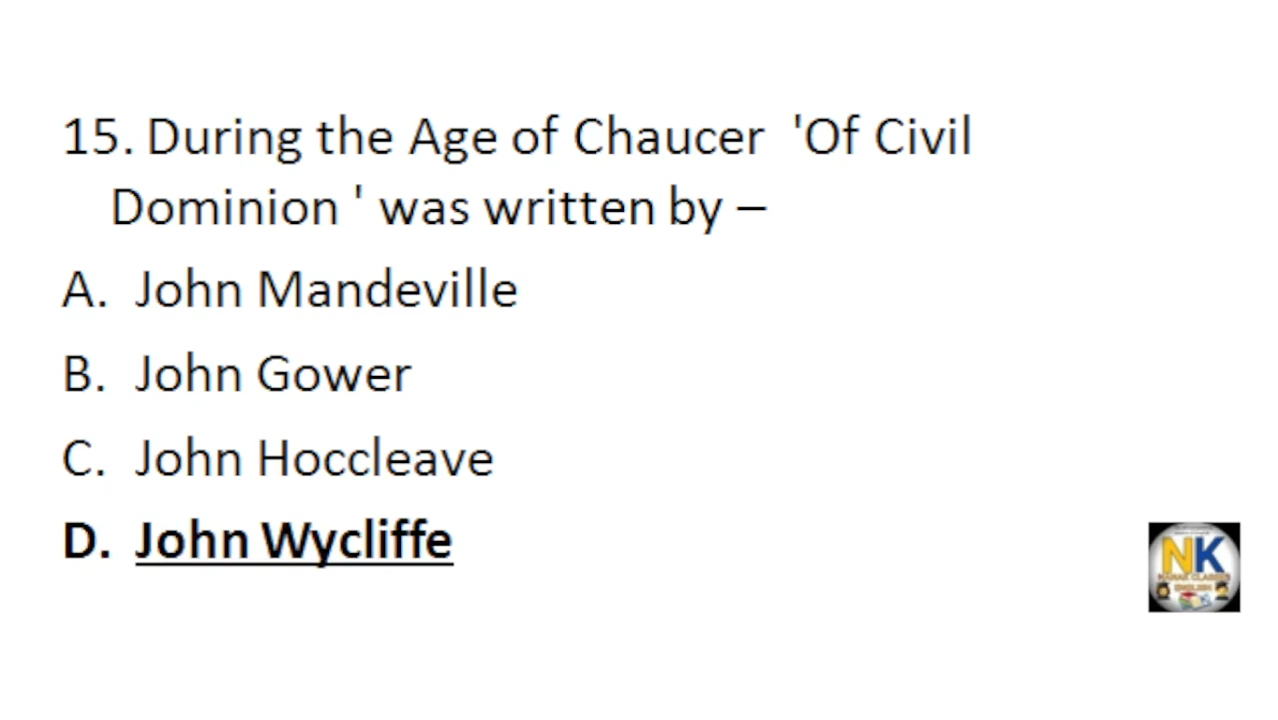 15. During the Age of Chaucer 'Of Civil
Dominion ' was written by –
A. John Mandeville
B. John Gower
C. John Hoccleave
D. John Wycliffe
NK